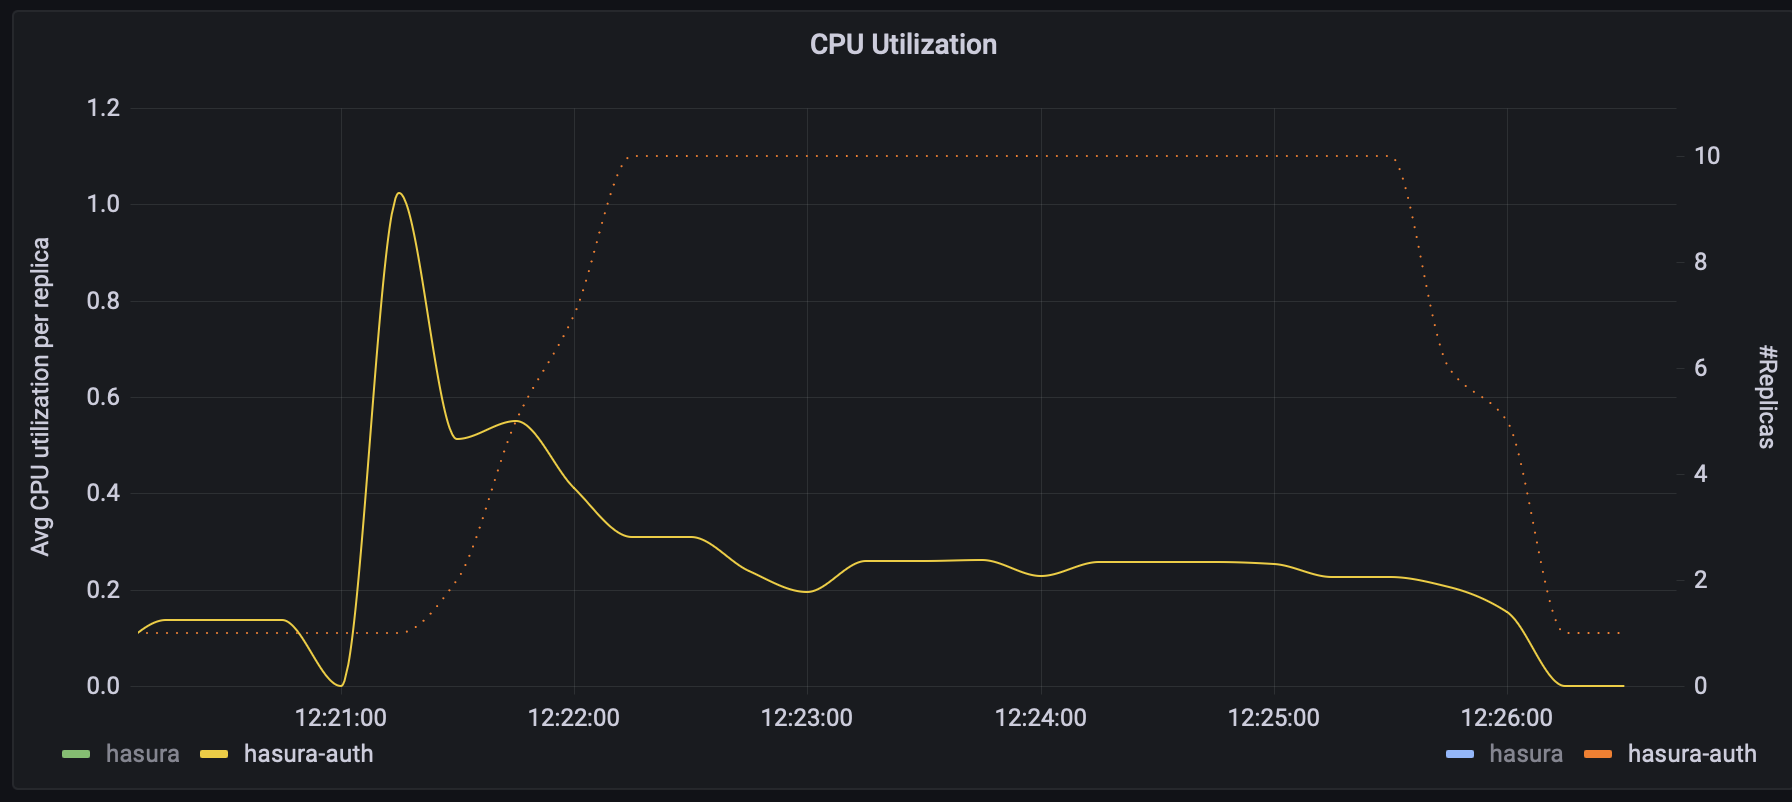 CPU Utilization
Avg CPU utilization per replica
1.2
1.0
0.8
0.6
0.4
0.2
0.0
10
8
6
4
2
0
#Replicas
12:21:00 12:22:00 12:23:00 12:24:00 12:25:00 12:26:00
hasura hasura-auth hasura hasura-auth